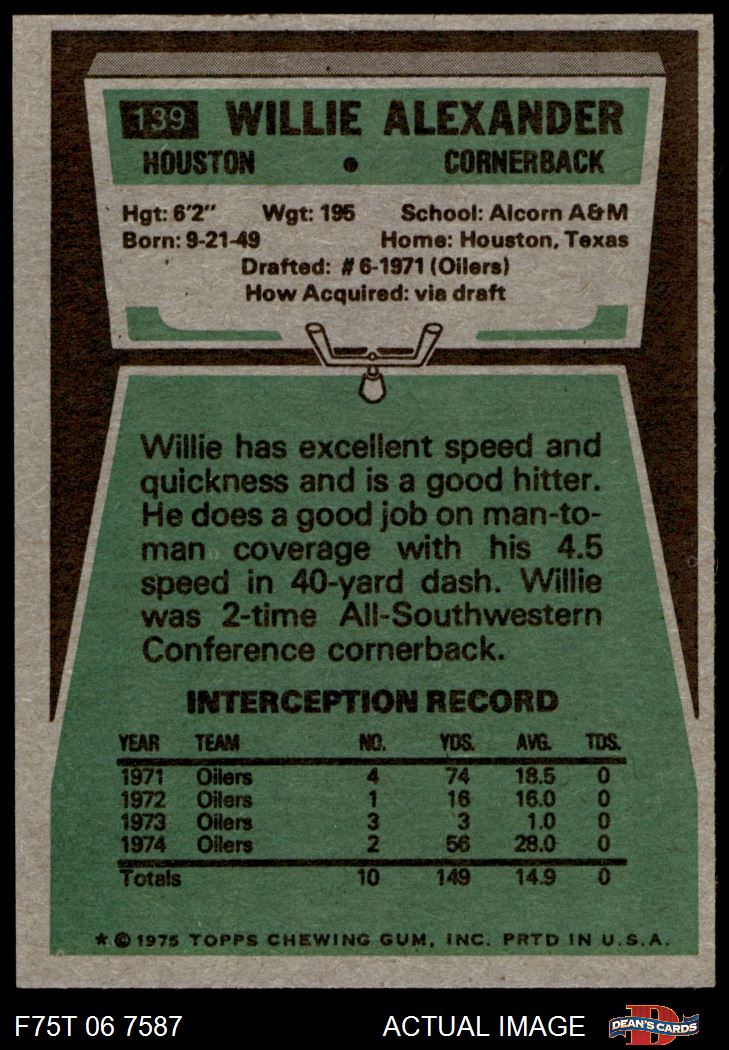 139 WILLIE ALEXANDER
HOUSTON • CORNERBACK
Hgt: 6'2" Wgt: 195 School: Alcorn A&M
Born: 9-21-49 Home: Houston, Texas
Drafted: #6-1971 (Oilers)
How Acquired: via draft
Willie has excellent speed and
quickness and is a good hitter.
He does a good job on man-to-
man coverage with his 4.5
speed in 40-yard dash. Willie
was 2-time All-Southwestern
Conference cornerback.
INTERCEPTION RECORD
YEAR TEAM NO. YDS. AVG. TDS.
1971 Oilers 4 74 18.5 0
1972 Oilers 1 16 16.0 0
1973 Oilers 3 3 1.0 0
1974 Oilers 2 56 28.0 0
Totals 10 149 14.9 0
* © 1975 TOPPS CHEWING GUM, INC. PRTD IN U.S.A.
F75T 06 7587 ACTUAL IMAGE D DEAN'S CARDS